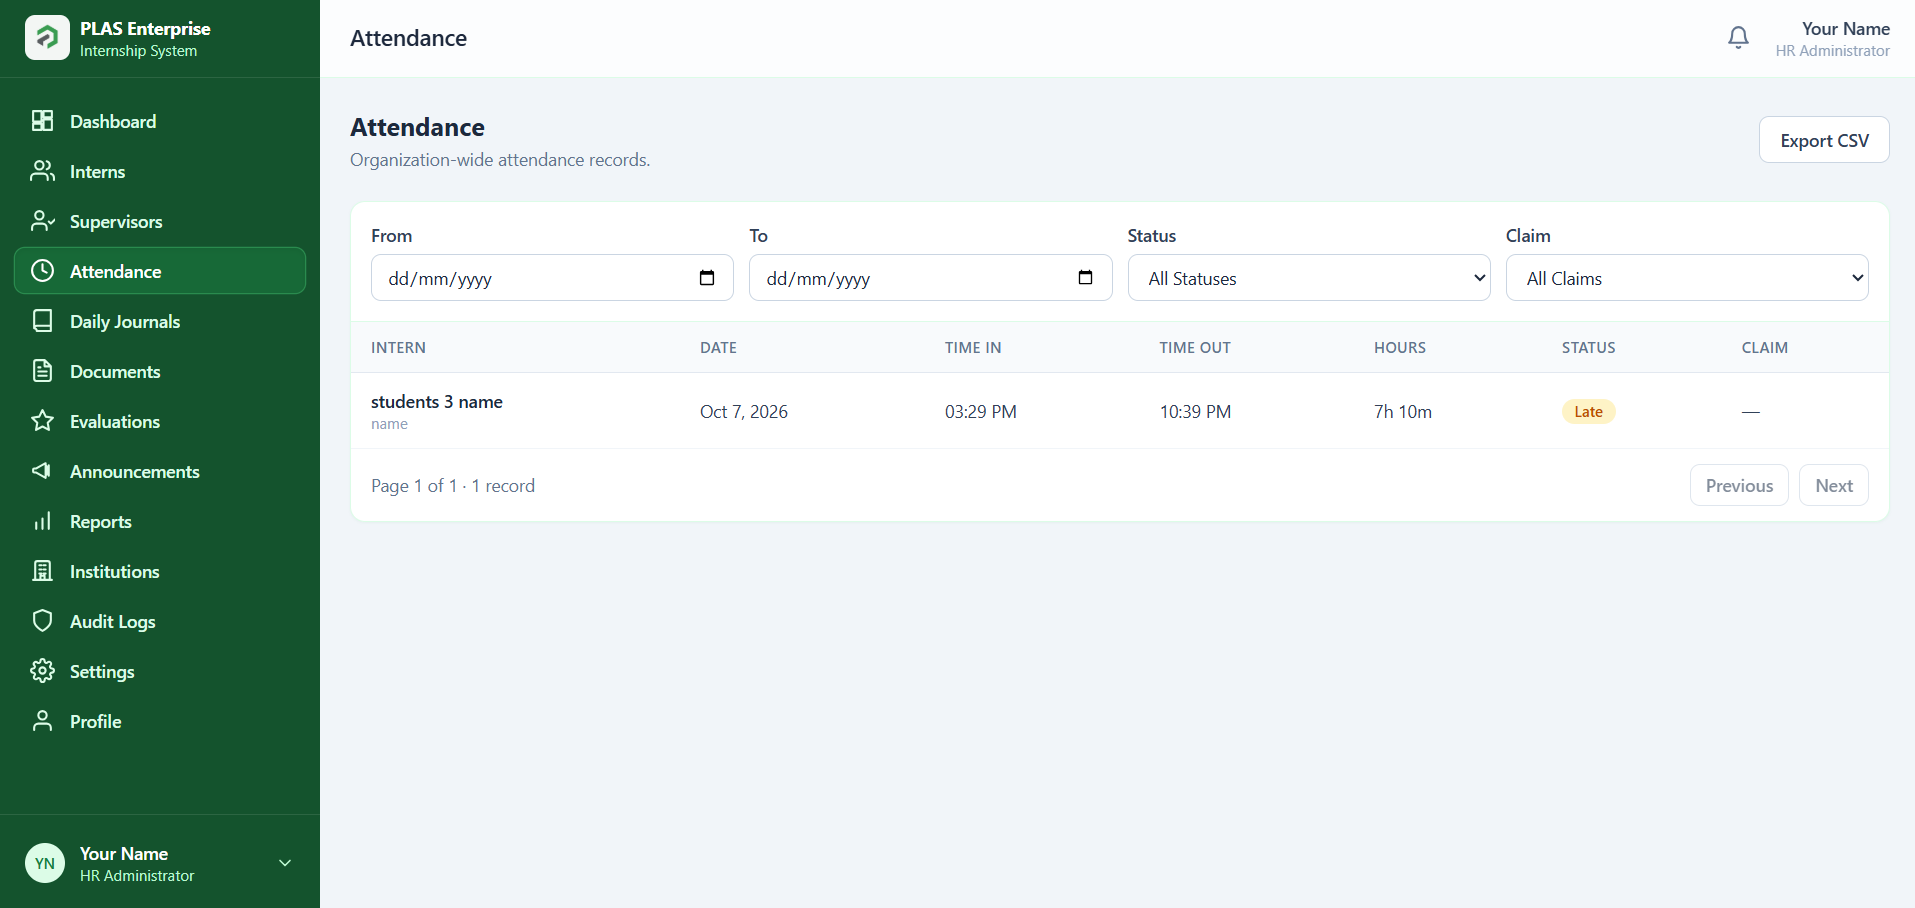 PLAS Enterprise
Internship System
Dashboard
Interns
Supervisors
Attendance
Daily Journals
Documents
Evaluations
Announcements
Reports
Institutions
Audit Logs
Settings
Profile
YN
Your Name
HR Administrator
Attendance
Your Name
HR Administrator
Attendance
Organization-wide attendance records.
Export CSV
From To Status Claim
dd/mm/yyyy dd/mm/yyyy All Statuses All Claims
INTERN DATE TIME IN TIME OUT HOURS STATUS CLAIM
students 3 name
name
Oct 7, 2026 03:29 PM 10:39 PM 7h 10m Late —
Page 1 of 1 · 1 record
Previous Next